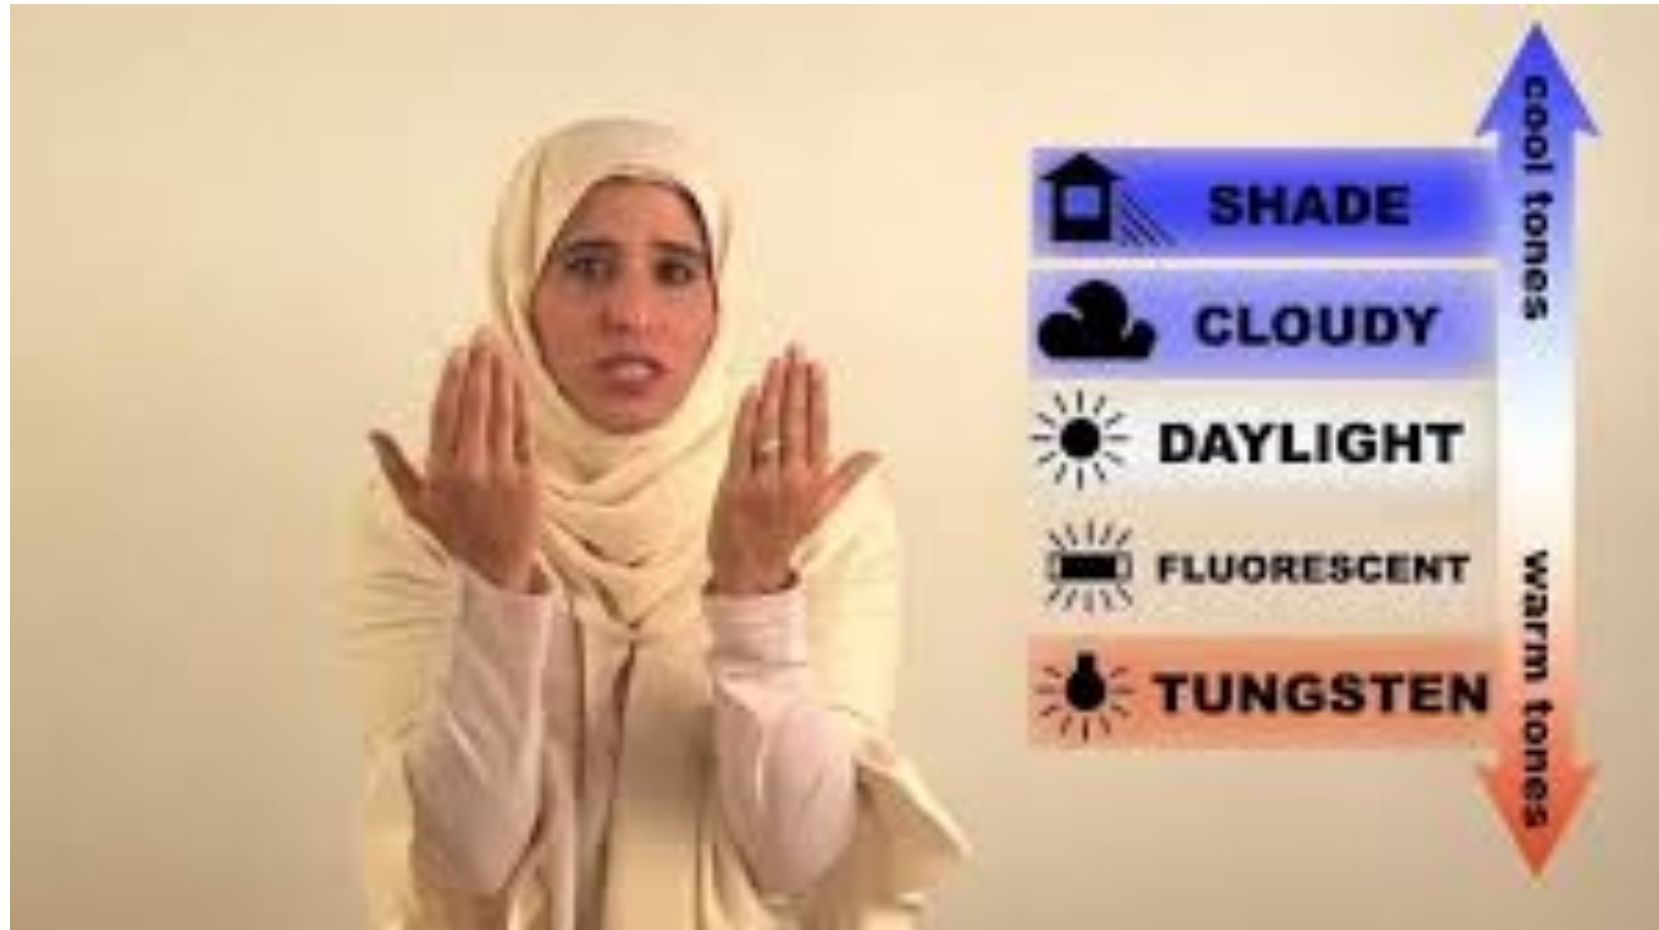 SHADE
CLOUDY
DAYLIGHT
FLUORESCENT
TUNGSTEN
cool tones
warm tones